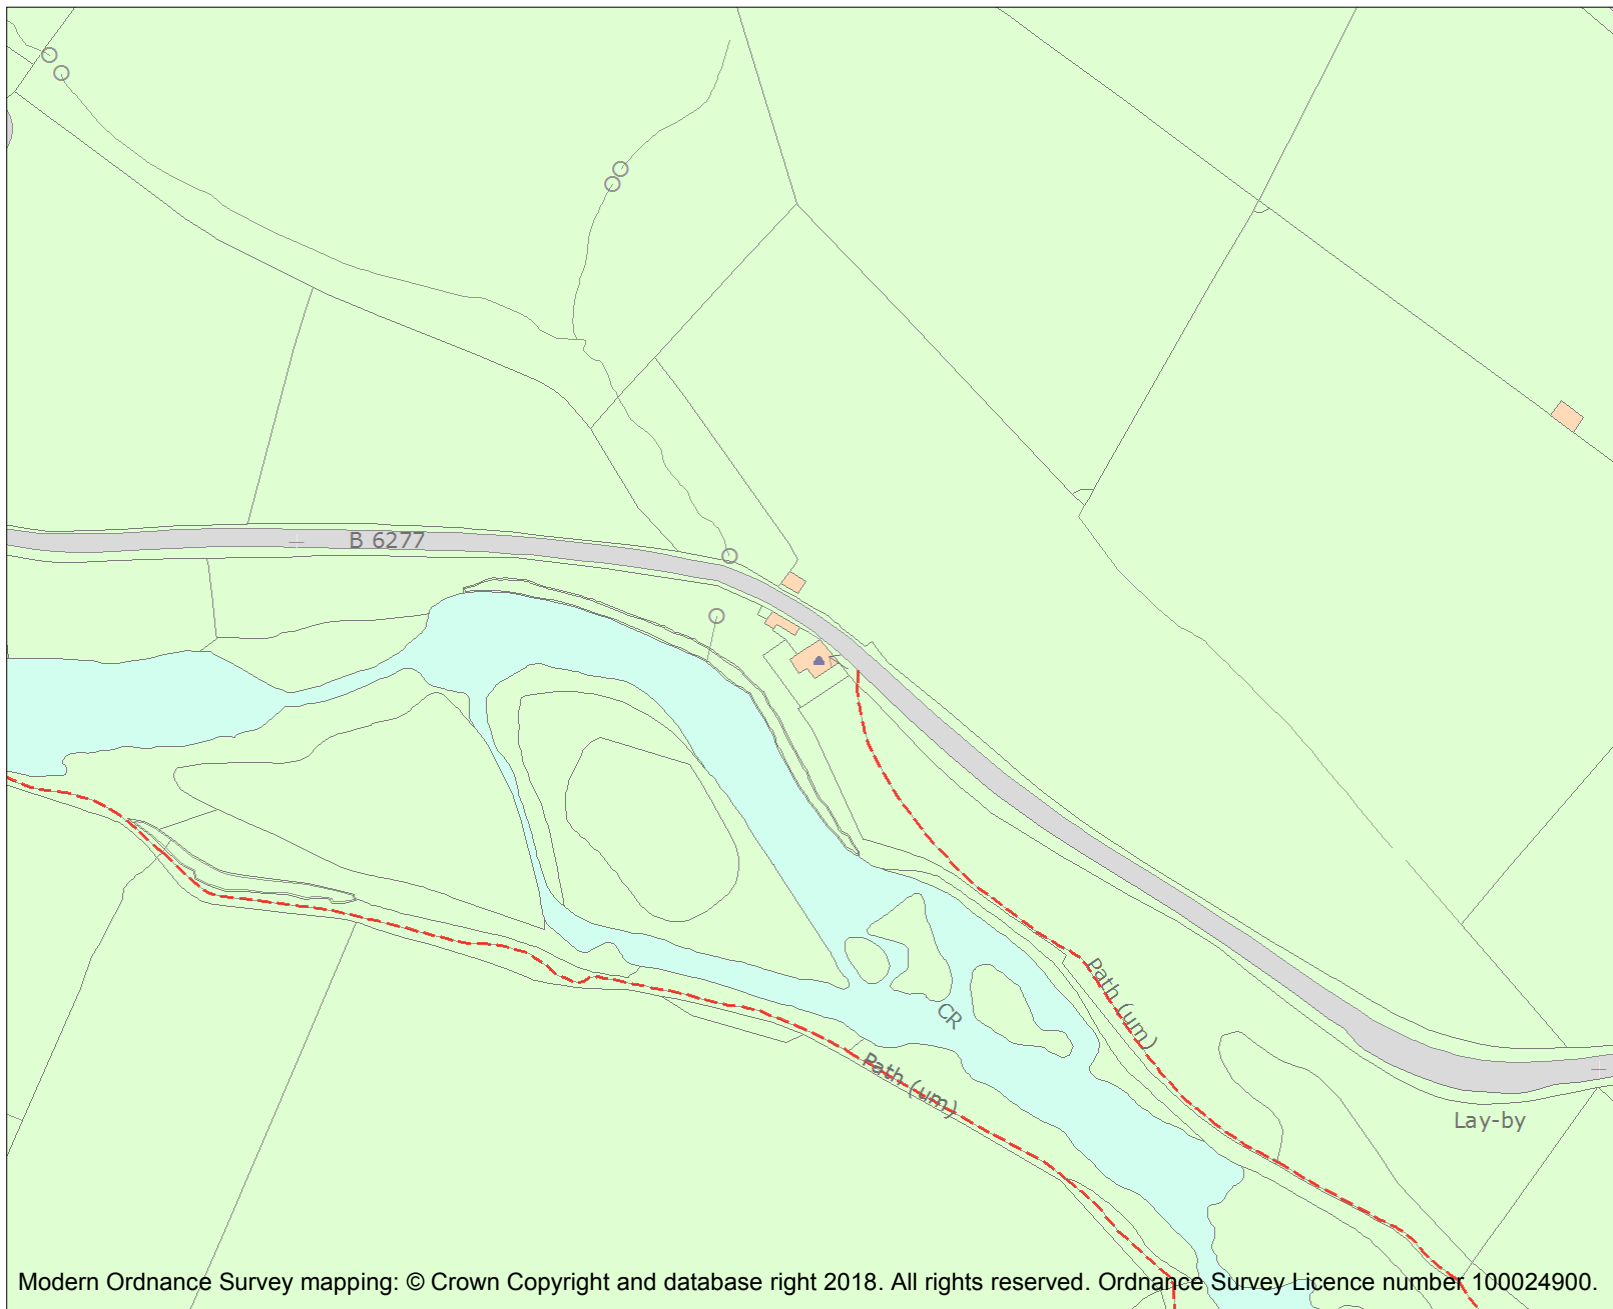 B 6277
Path (um)
CR
Path (um)
Lay-by
Modern Ordnance Survey mapping: © Crown Copyright and database right 2018. All rights reserved. Ordnance Survey Licence number 100024900.